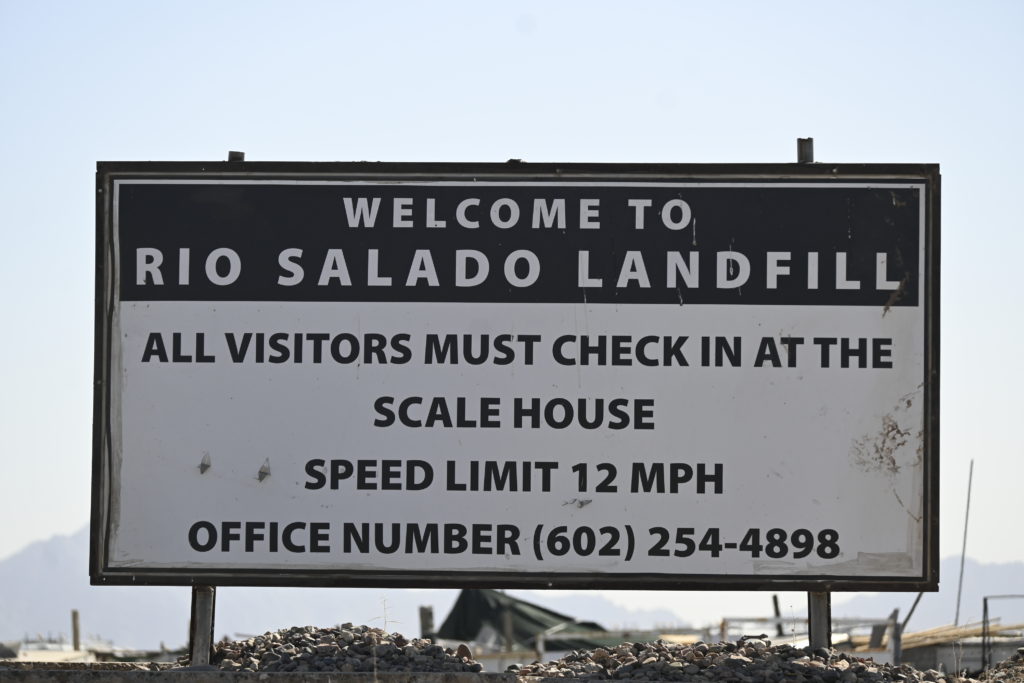 WELCOME TO
RIO SALADO LANDFILL
ALL VISITORS MUST CHECK IN AT THE
SCALE HOUSE
SPEED LIMIT 12 MPH
OFFICE NUMBER (602) 254-4898